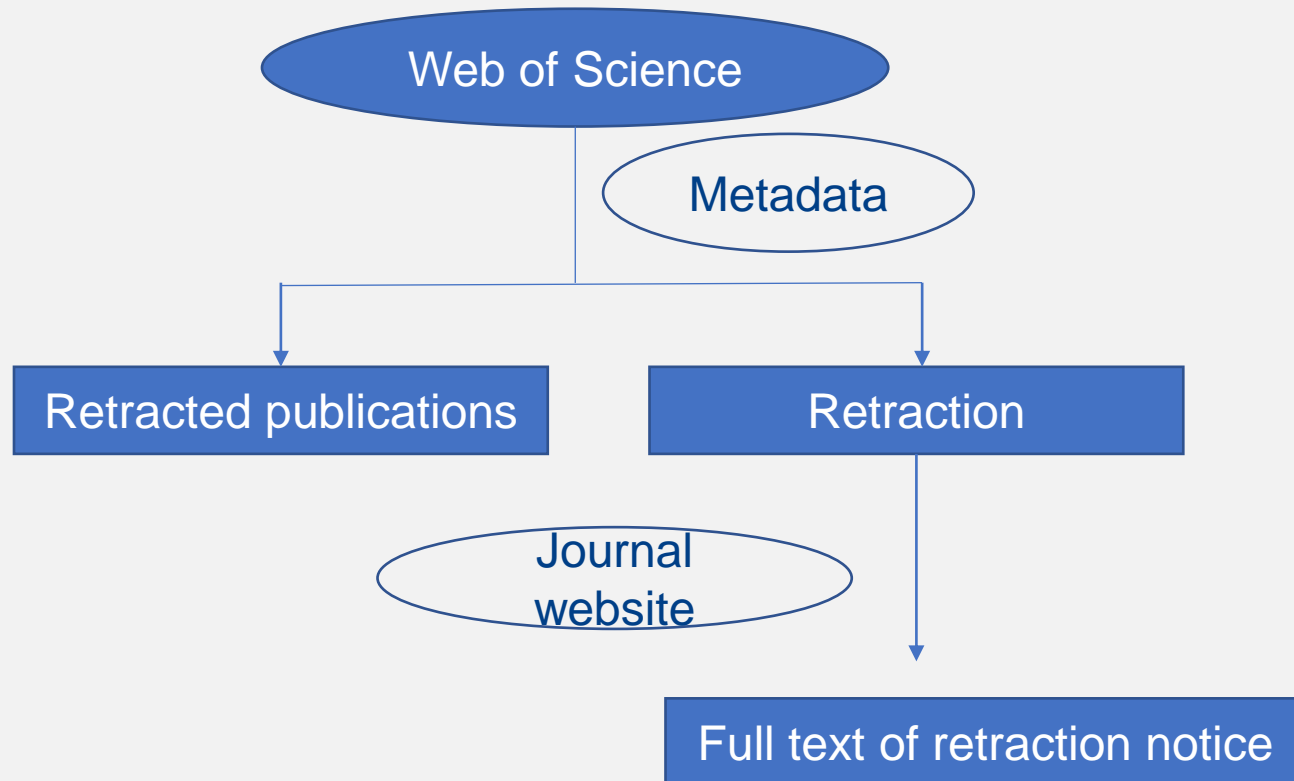 Web of Science
Metadata
Retracted publications
Retraction
Journal
website
Full text of retraction notice